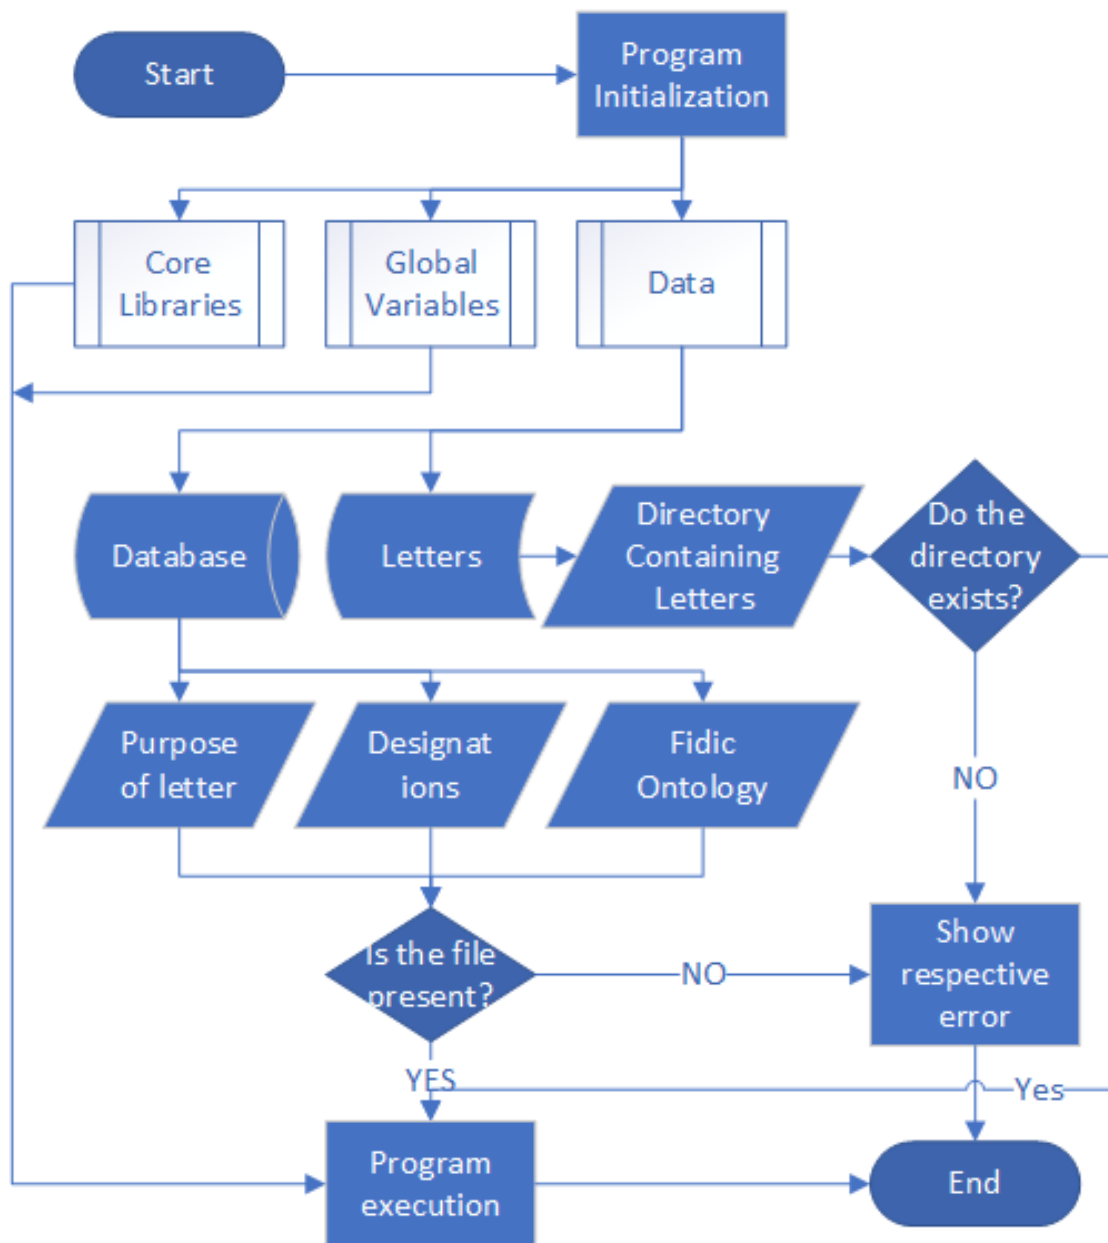 Start
Program
Initialization
Core
Libraries
Global
Variables
Data
Database
Letters
Directory
Containing
Letters
Do the
directory
exists?
Purpose
of letter
Designat
ions
Fidic
Ontology
NO
Is the file
present?
NO
Show
respective
error
YES
Yes
Program
execution
End